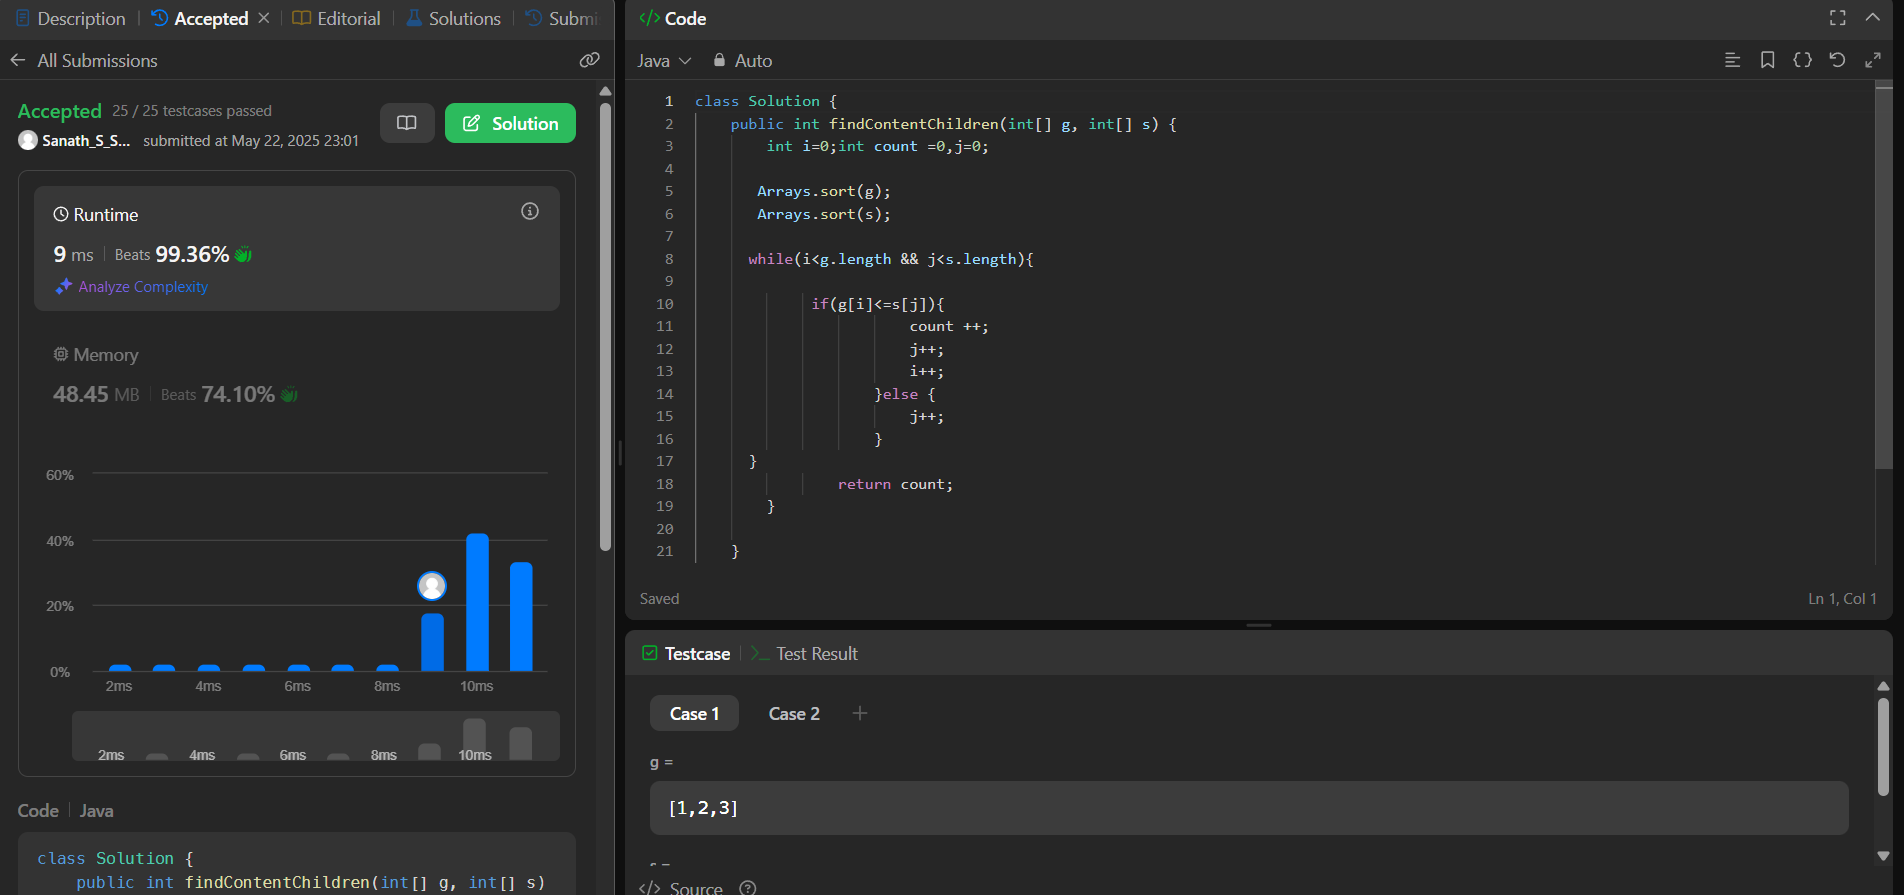 Description Accepted Editorial Solutions Submi
All Submissions
Accepted 25 / 25 testcases passed
Sanath_S_S... submitted at May 22, 2025 23:01
Solution
Runtime
9 ms Beats 99.36%
Analyze Complexity
Memory
48.45 MB Beats 74.10%
60%
40%
20%
0%
2ms 4ms 6ms 8ms 10ms
2ms 4ms 6ms 8ms 10ms
Code Java
class Solution {
public int findContentChildren(int[] g, int[] s)
</> Code
Java Auto
1 class Solution {
2 public int findContentChildren(int[] g, int[] s) {
3 int i=0;int count =0,j=0;
4
5 Arrays.sort(g);
6 Arrays.sort(s);
7
8 while(i<g.length && j<s.length){
9
10 if(g[i]<=s[j]){
11 count ++;
12 j++;
13 i++;
14 }else {
15 j++;
16 }
17 }
18 return count;
19 }
20
21 }
Saved Ln 1, Col 1
Testcase >_ Test Result
Case 1 Case 2 +
g =
[1,2,3]
</> Source ?